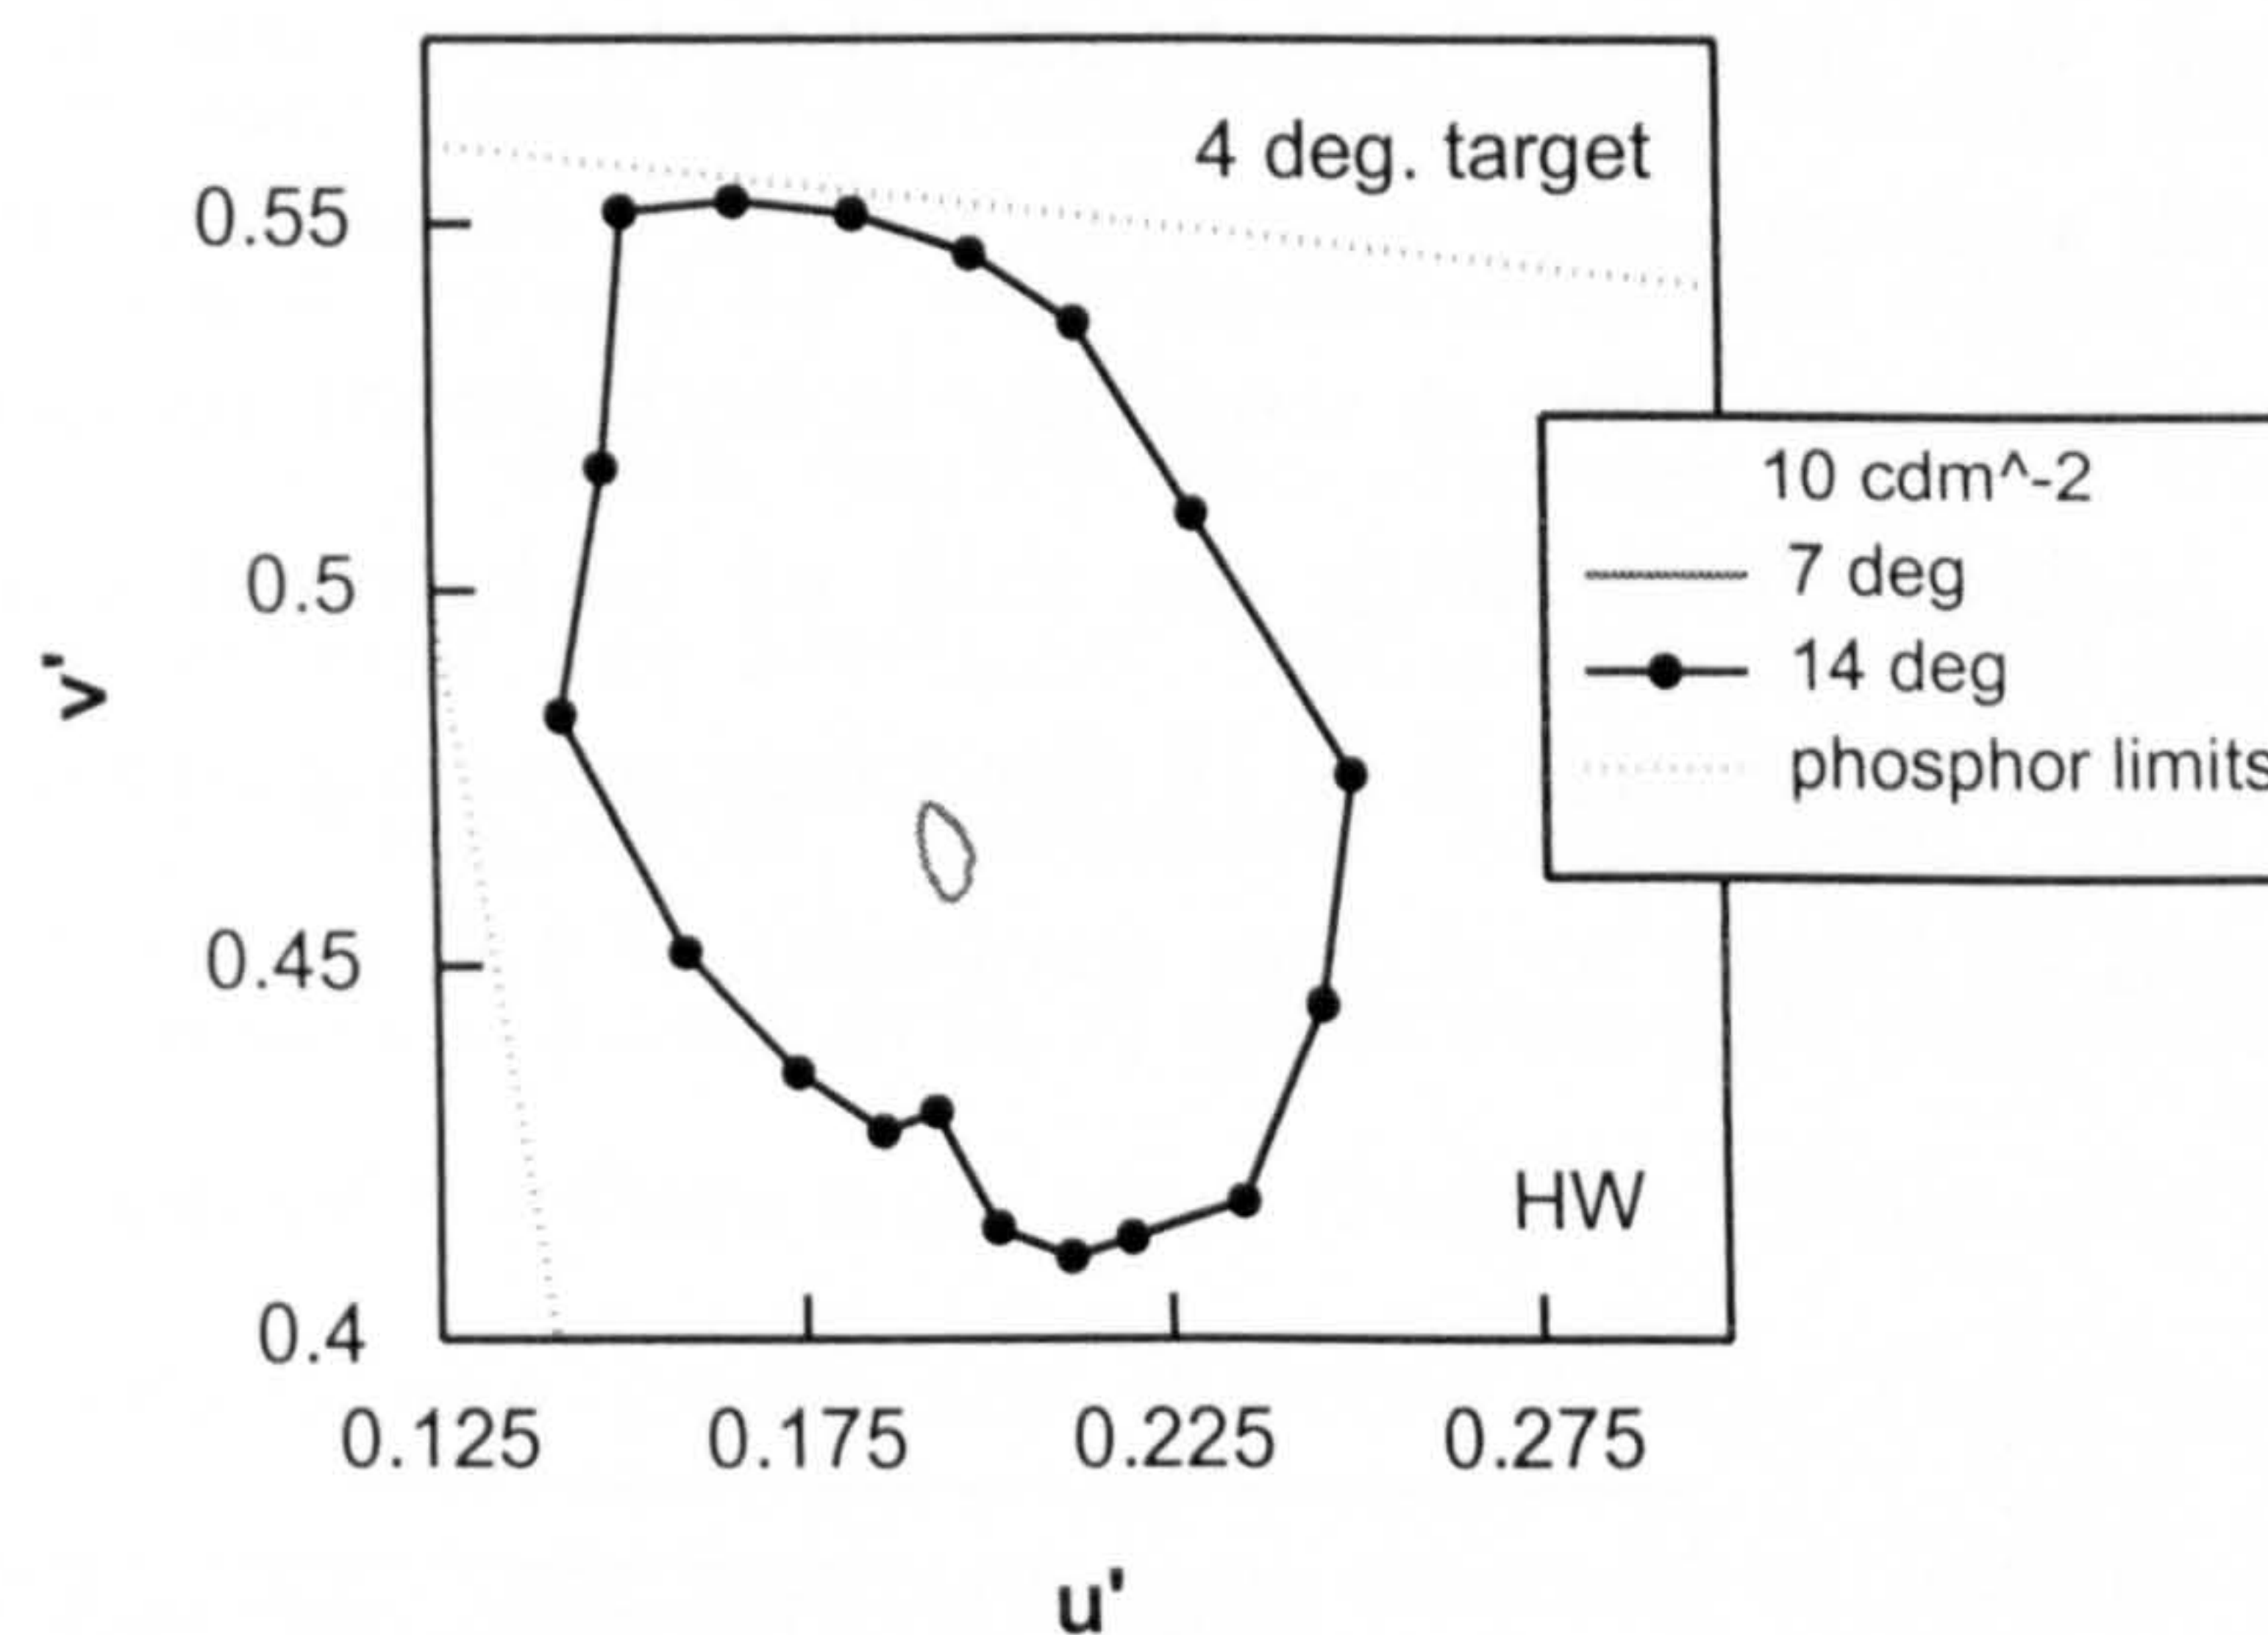 4 deg. target
0.55
0.5
0.45
0.4
v'
10 cdm^-2
7 deg
14 deg
phosphor limits
HW
0.125 0.175 0.225 0.275
u'